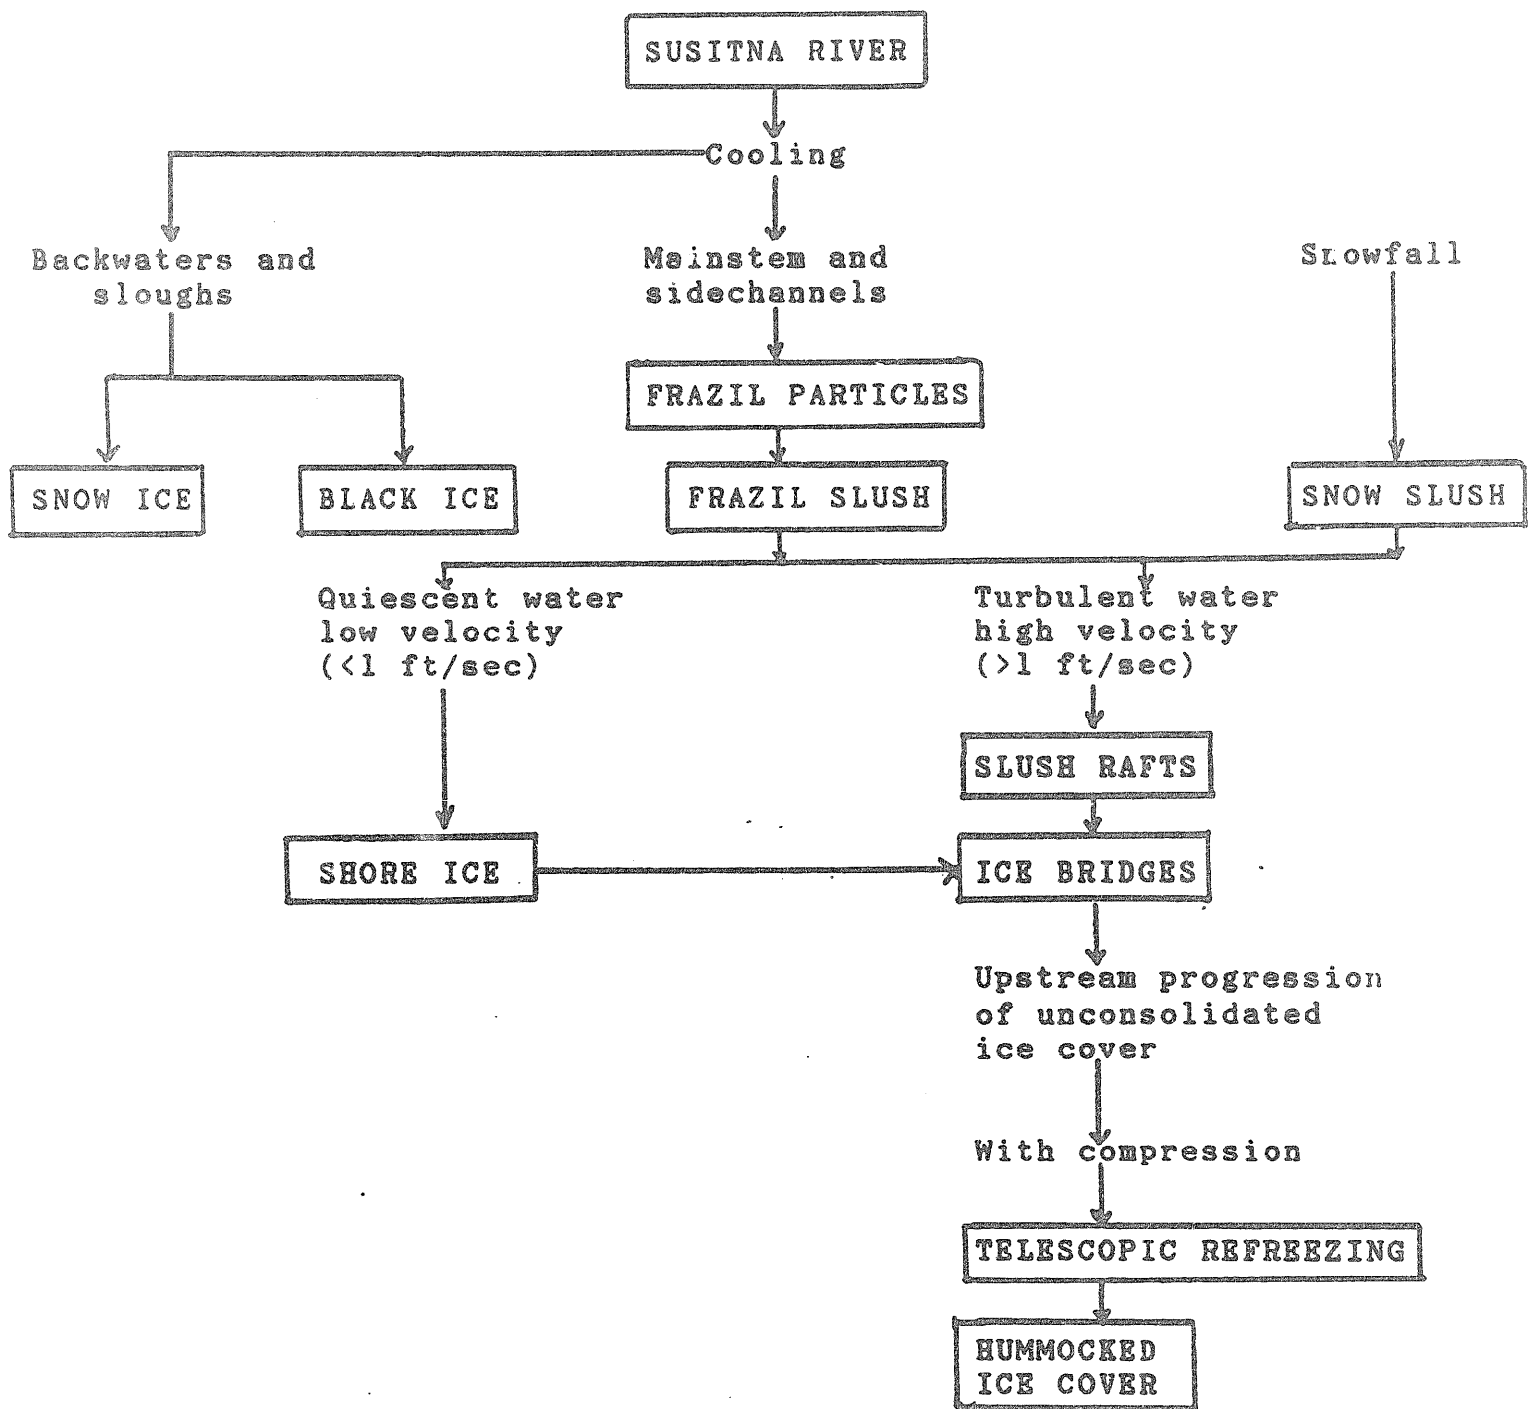 SUSITNA RIVER
Cooling
Backwaters and
sloughs
Mainstem and
sidechannels
Snowfall
FRAZIL PARTICLES
SNOW ICE
BLACK ICE
FRAZIL SLUSH
SNOW SLUSH
Quiescent water
low velocity
(<1 ft/sec)
Turbulent water
high velocity
(>1 ft/sec)
SLUSH RAFTS
SHORE ICE
ICE BRIDGES
Upstream progression
of unconsolidated
ice cover
With compression
TELESCOPIC REFREEZING
HUMMOCKED
ICE COVER